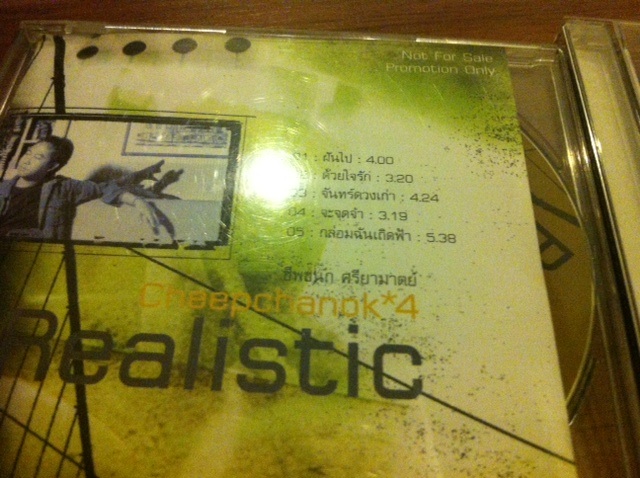 Not For Sale
Promotion Only
01 : ฝันไป : 4.00
: ด้วยใจรัก : 3.20
03 : จันทร์ดวงเก่า : 4.24
04 : จะจดจำ : 3.19
05 : กล่อมฉันเถิดฟ้า : 5.38
ชีพชนก ศรียามาตย์
Cheepchanok*4
Realistic